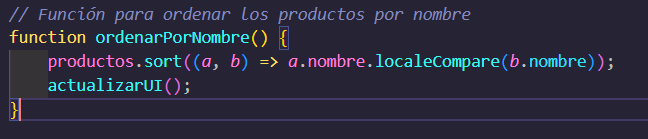 // Función para ordenar los productos por nombre
function ordenarPorNombre() {
    productos.sort((a, b) => a.nombre.localeCompare(b.nombre));
    actualizarUI();
}